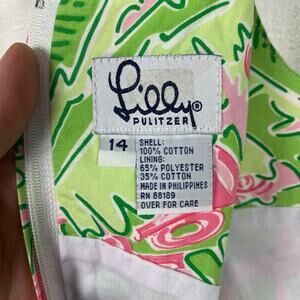 Lilly®
PULITZER
14
SHELL:
100% COTTON
LINING:
65% POLYESTER
35% COTTON
MADE IN PHILIPPINES
RN 88189
OVER FOR CARE